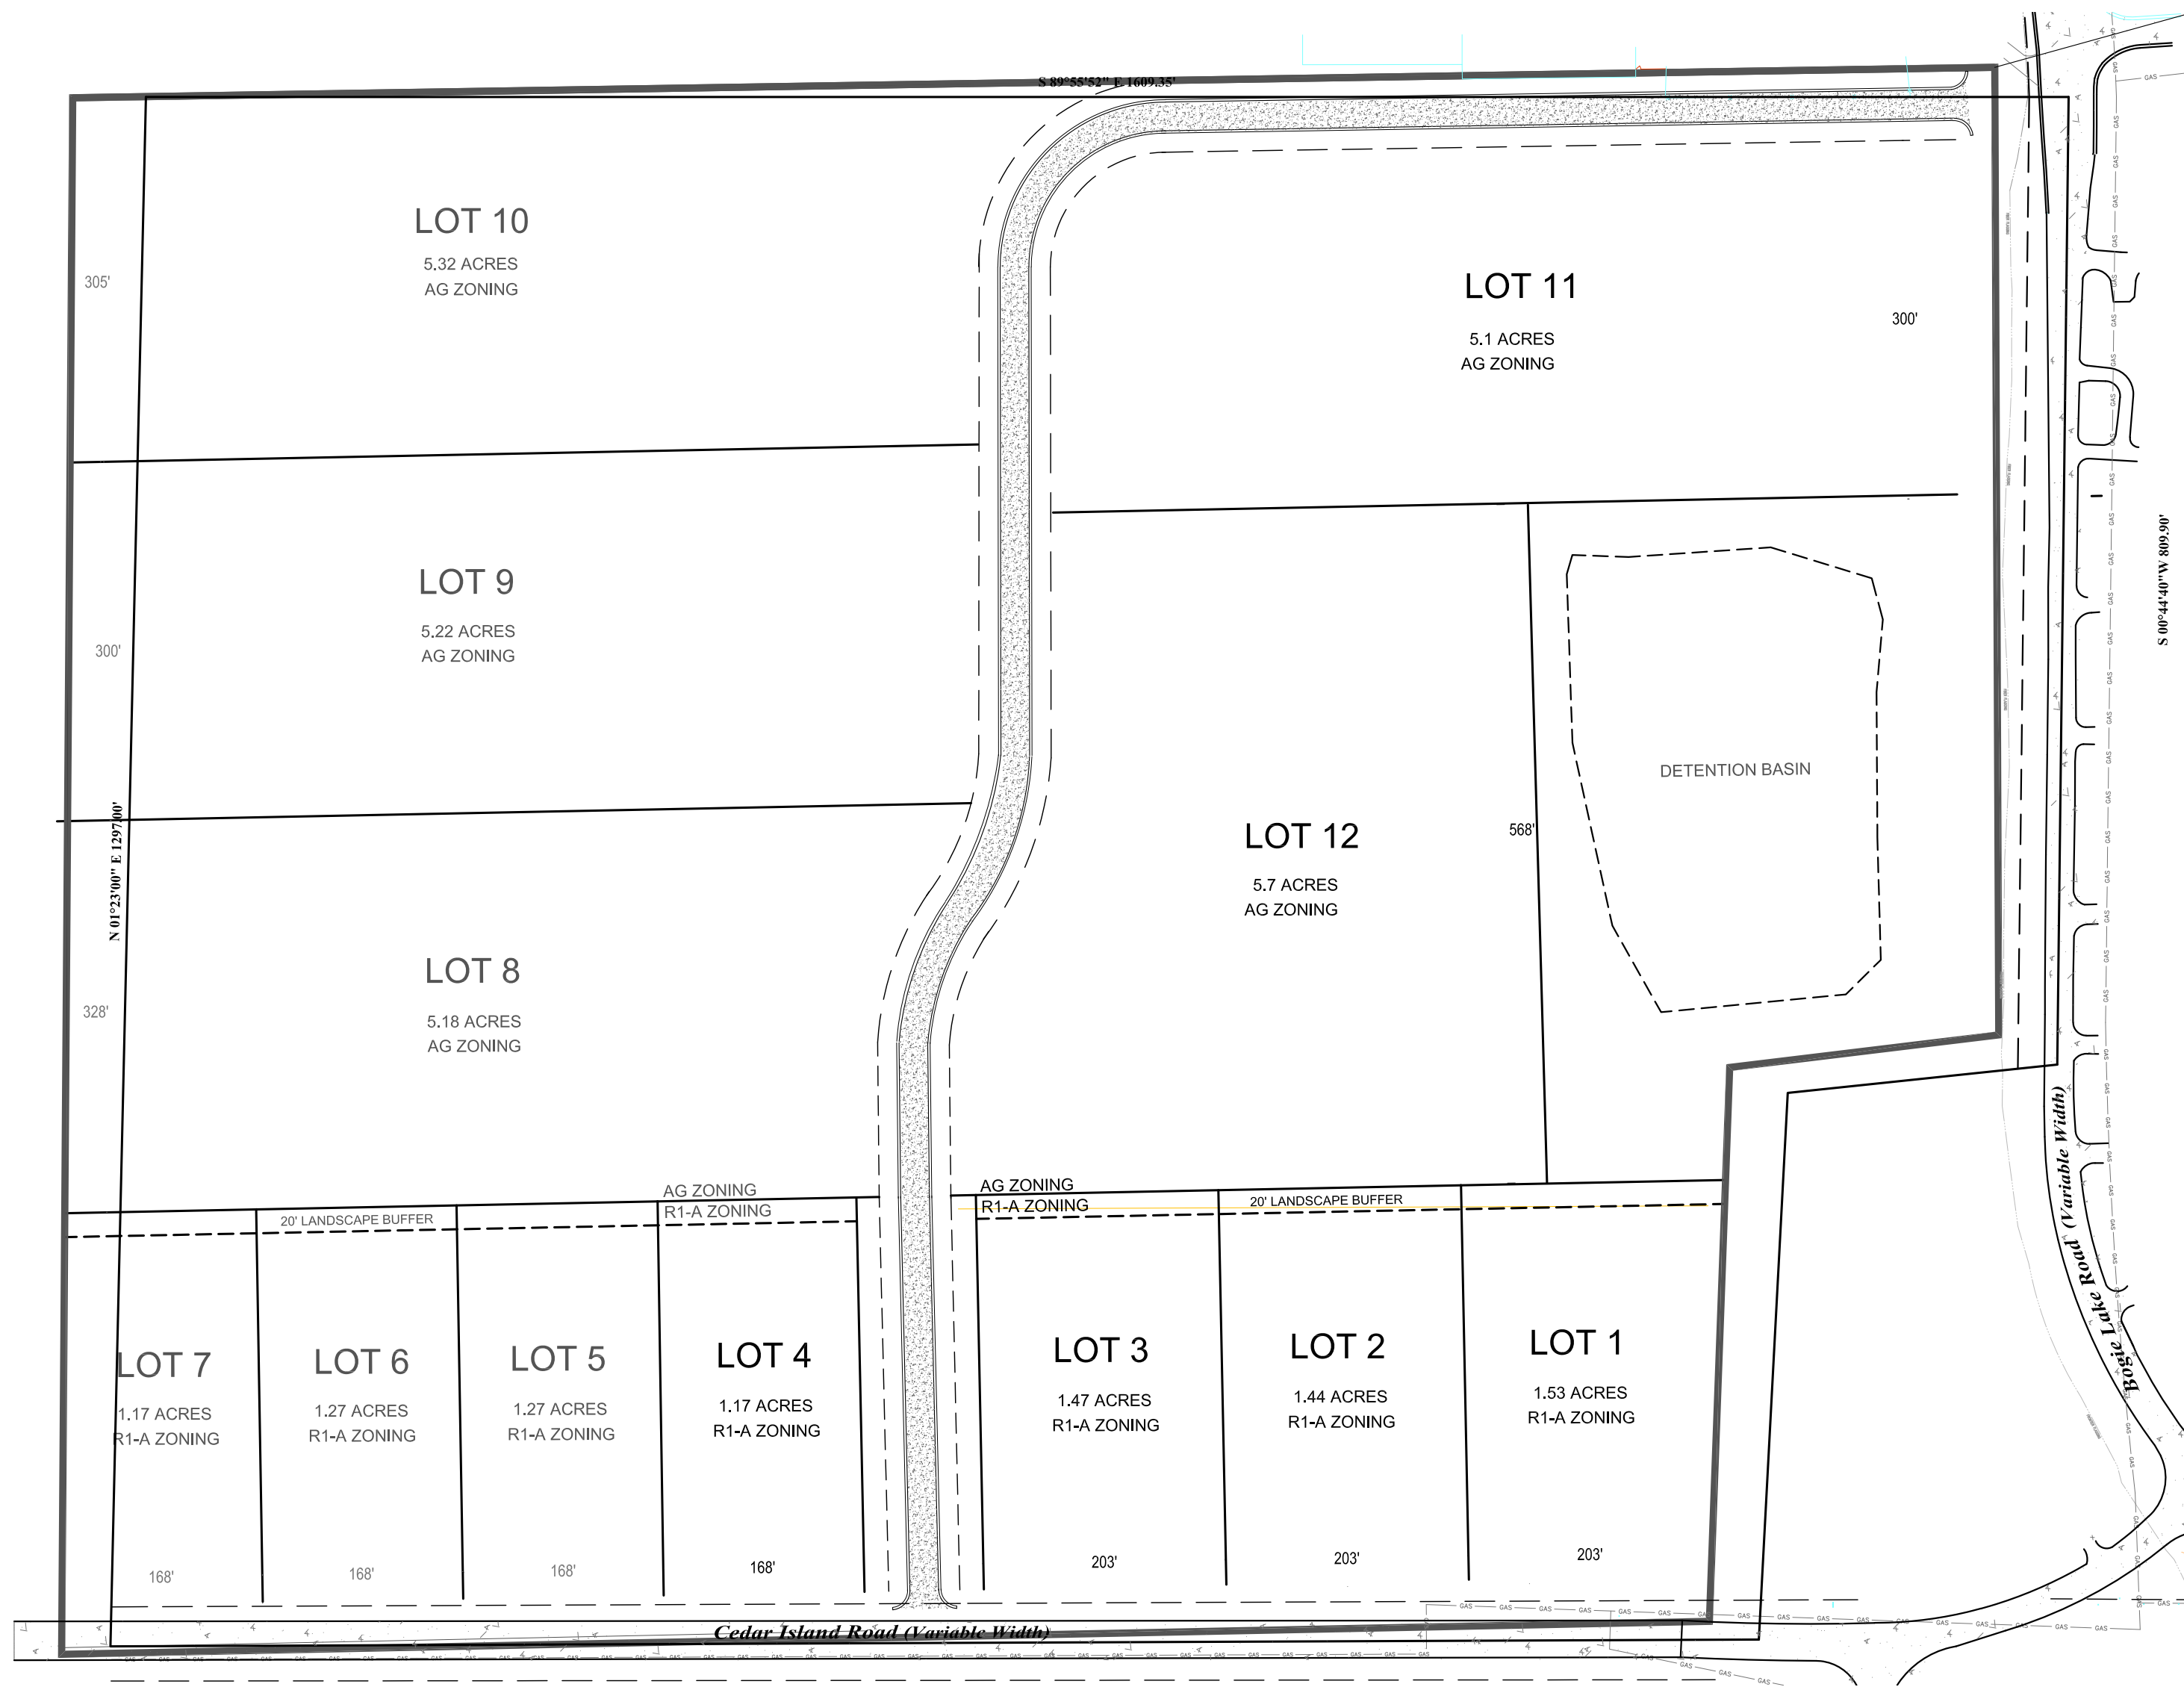 S 89°55'52" E 1609.35'
LOT 10
5.32 ACRES
AG ZONING
305'
LOT 11
5.1 ACRES
AG ZONING
300'
LOT 9
5.22 ACRES
AG ZONING
300'
S 00°44'40"W 809.90'
DETENTION BASIN
LOT 12
5.7 ACRES
AG ZONING
568'
N 01°23'00" E 1297.00'
LOT 8
5.18 ACRES
AG ZONING
328'
AG ZONING
R1-A ZONING
20' LANDSCAPE BUFFER
AG ZONING
R1-A ZONING
20' LANDSCAPE BUFFER
Bogie Lake Road (Variable Width)
LOT 7
1.17 ACRES
R1-A ZONING
168'
LOT 6
1.27 ACRES
R1-A ZONING
168'
LOT 5
1.27 ACRES
R1-A ZONING
168'
LOT 4
1.17 ACRES
R1-A ZONING
168'
LOT 3
1.47 ACRES
R1-A ZONING
203'
LOT 2
1.44 ACRES
R1-A ZONING
203'
LOT 1
1.53 ACRES
R1-A ZONING
203'
Cedar Island Road (Variable Width)
GAS
GAS
GAS
GAS
GAS
GAS